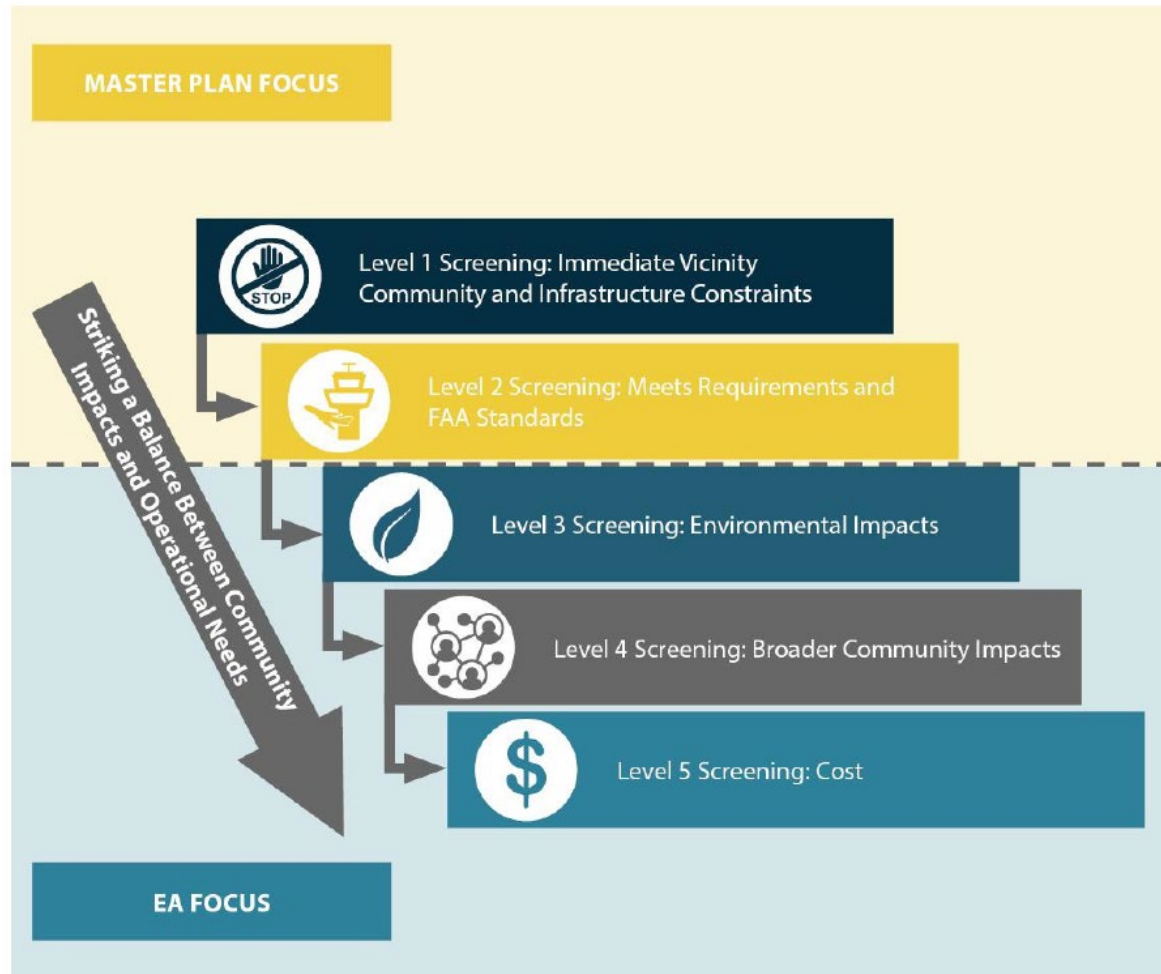 MASTER PLAN FOCUS
STOP
Level 1 Screening: Immediate Vicinity
Community and Infrastructure Constraints
Level 2 Screening: Meets Requirements and
FAA Standards
Striking a Balance Between Community
Impacts and Operational Needs
Level 3 Screening: Environmental Impacts
Level 4 Screening: Broader Community Impacts
$
Level 5 Screening: Cost
EA FOCUS